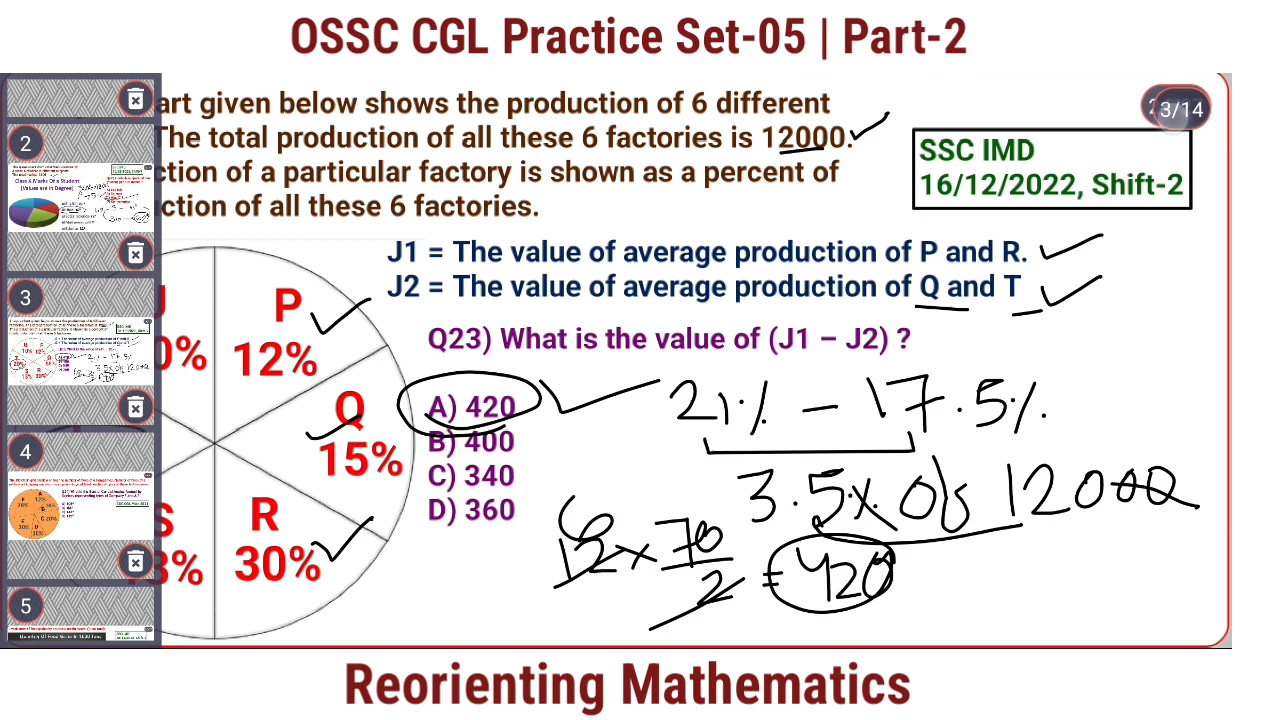 OSSC CGL Practice Set-05 | Part-2
art given below shows the production of 6 different
The total production of all these 6 factories is 12000.
ction of a particular factory is shown as a percent of
uction of all these 6 factories.
3/14
SSC IMD
16/12/2022, Shift-2
J1 = The value of average production of P and R.
J2 = The value of average production of Q and T
Q23) What is the value of (J1 – J2) ?
A) 420
B) 400
C) 340
D) 360
P
12%
Q
15%
R
30%
S
3%
0%
21% – 17.5%
3.5% of 12000
6
12 × 70
2
= 420
2
3
4
5
Reorienting Mathematics